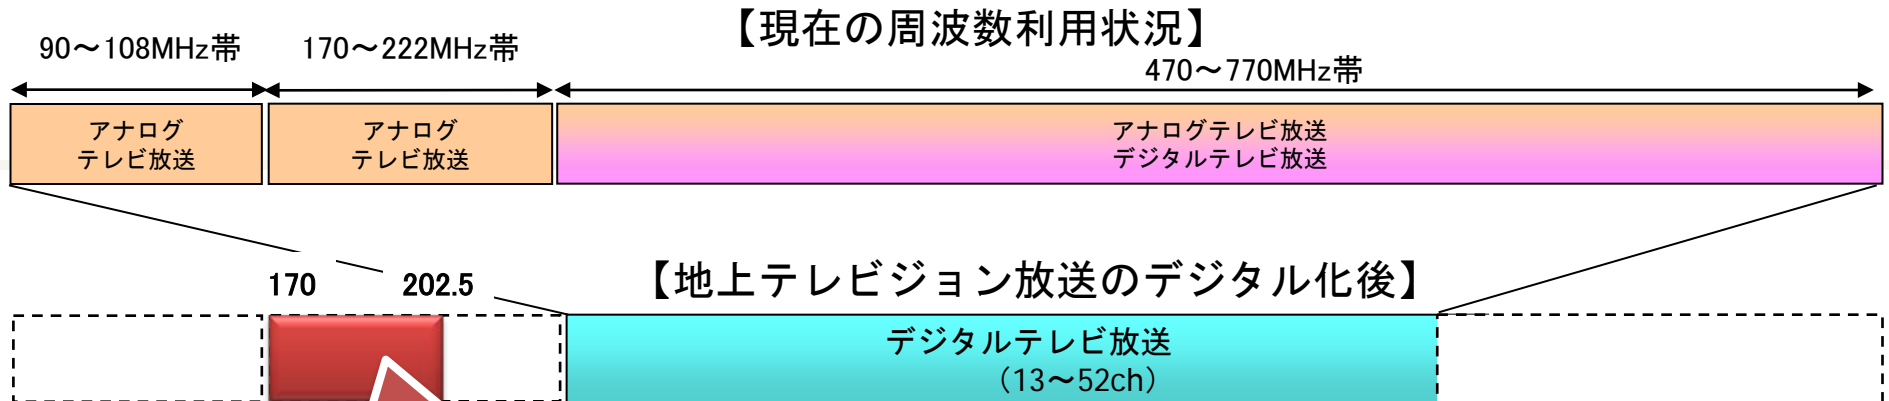 【現在の周波数利用状況】
90～108MHz帯
170～222MHz帯
470～770MHz帯
アナログ
テレビ放送
アナログ
テレビ放送
アナログテレビ放送
デジタルテレビ放送
【地上テレビジョン放送のデジタル化後】
170
202.5
デジタルテレビ放送
（13～52ch）